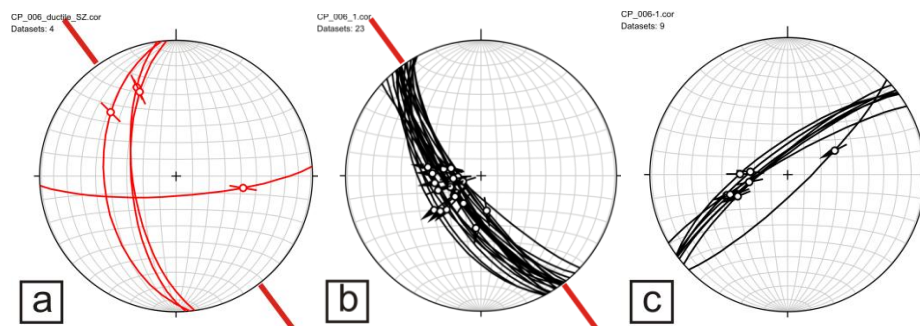 CP_006_ductile_SZ.cor
Datasets: 4
CP_006_1.cor
Datasets: 23
CP_006-1.cor
Datasets: 9
a
b
c